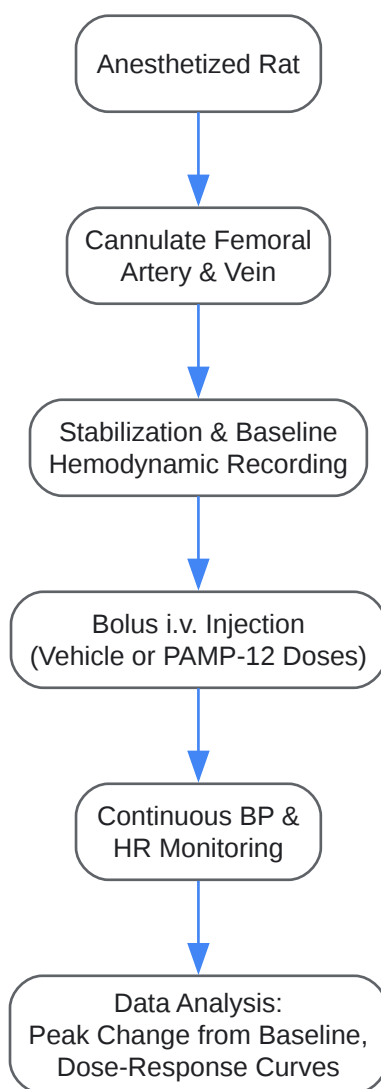 Anesthetized Rat
Cannulate Femoral
Artery & Vein
Stabilization & Baseline
Hemodynamic Recording
Bolus i.v. Injection
(Vehicle or PAMP-12 Doses)
Continuous BP &
HR Monitoring
Data Analysis:
Peak Change from Baseline,
Dose-Response Curves